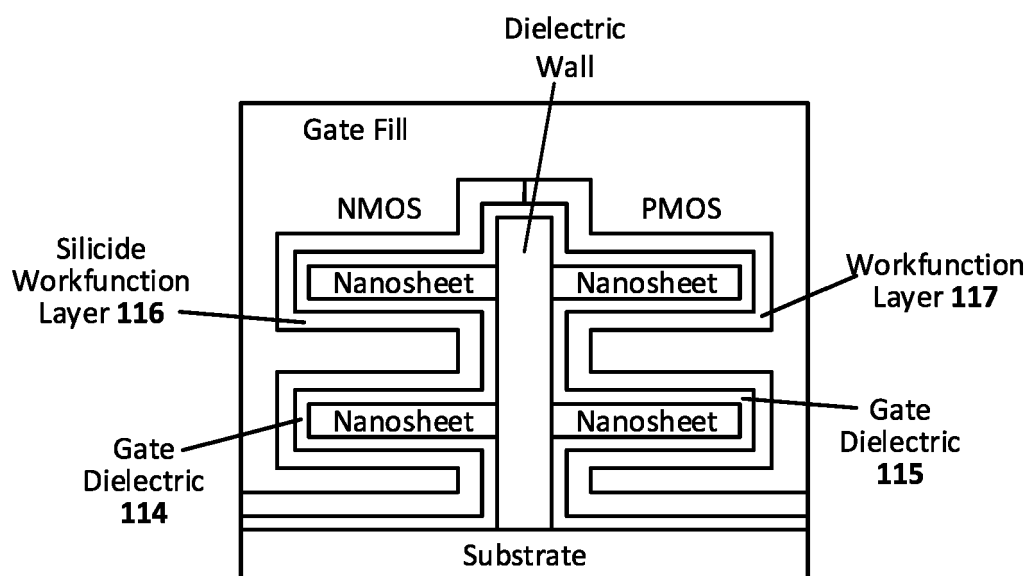 Dielectric
Wall
Gate Fill
NMOS
PMOS
Silicide
Workfunction
Layer 116
Nanosheet
Nanosheet
Workfunction
Layer 117
Nanosheet
Nanosheet
Gate
Dielectric
114
Gate
Dielectric
115
Substrate